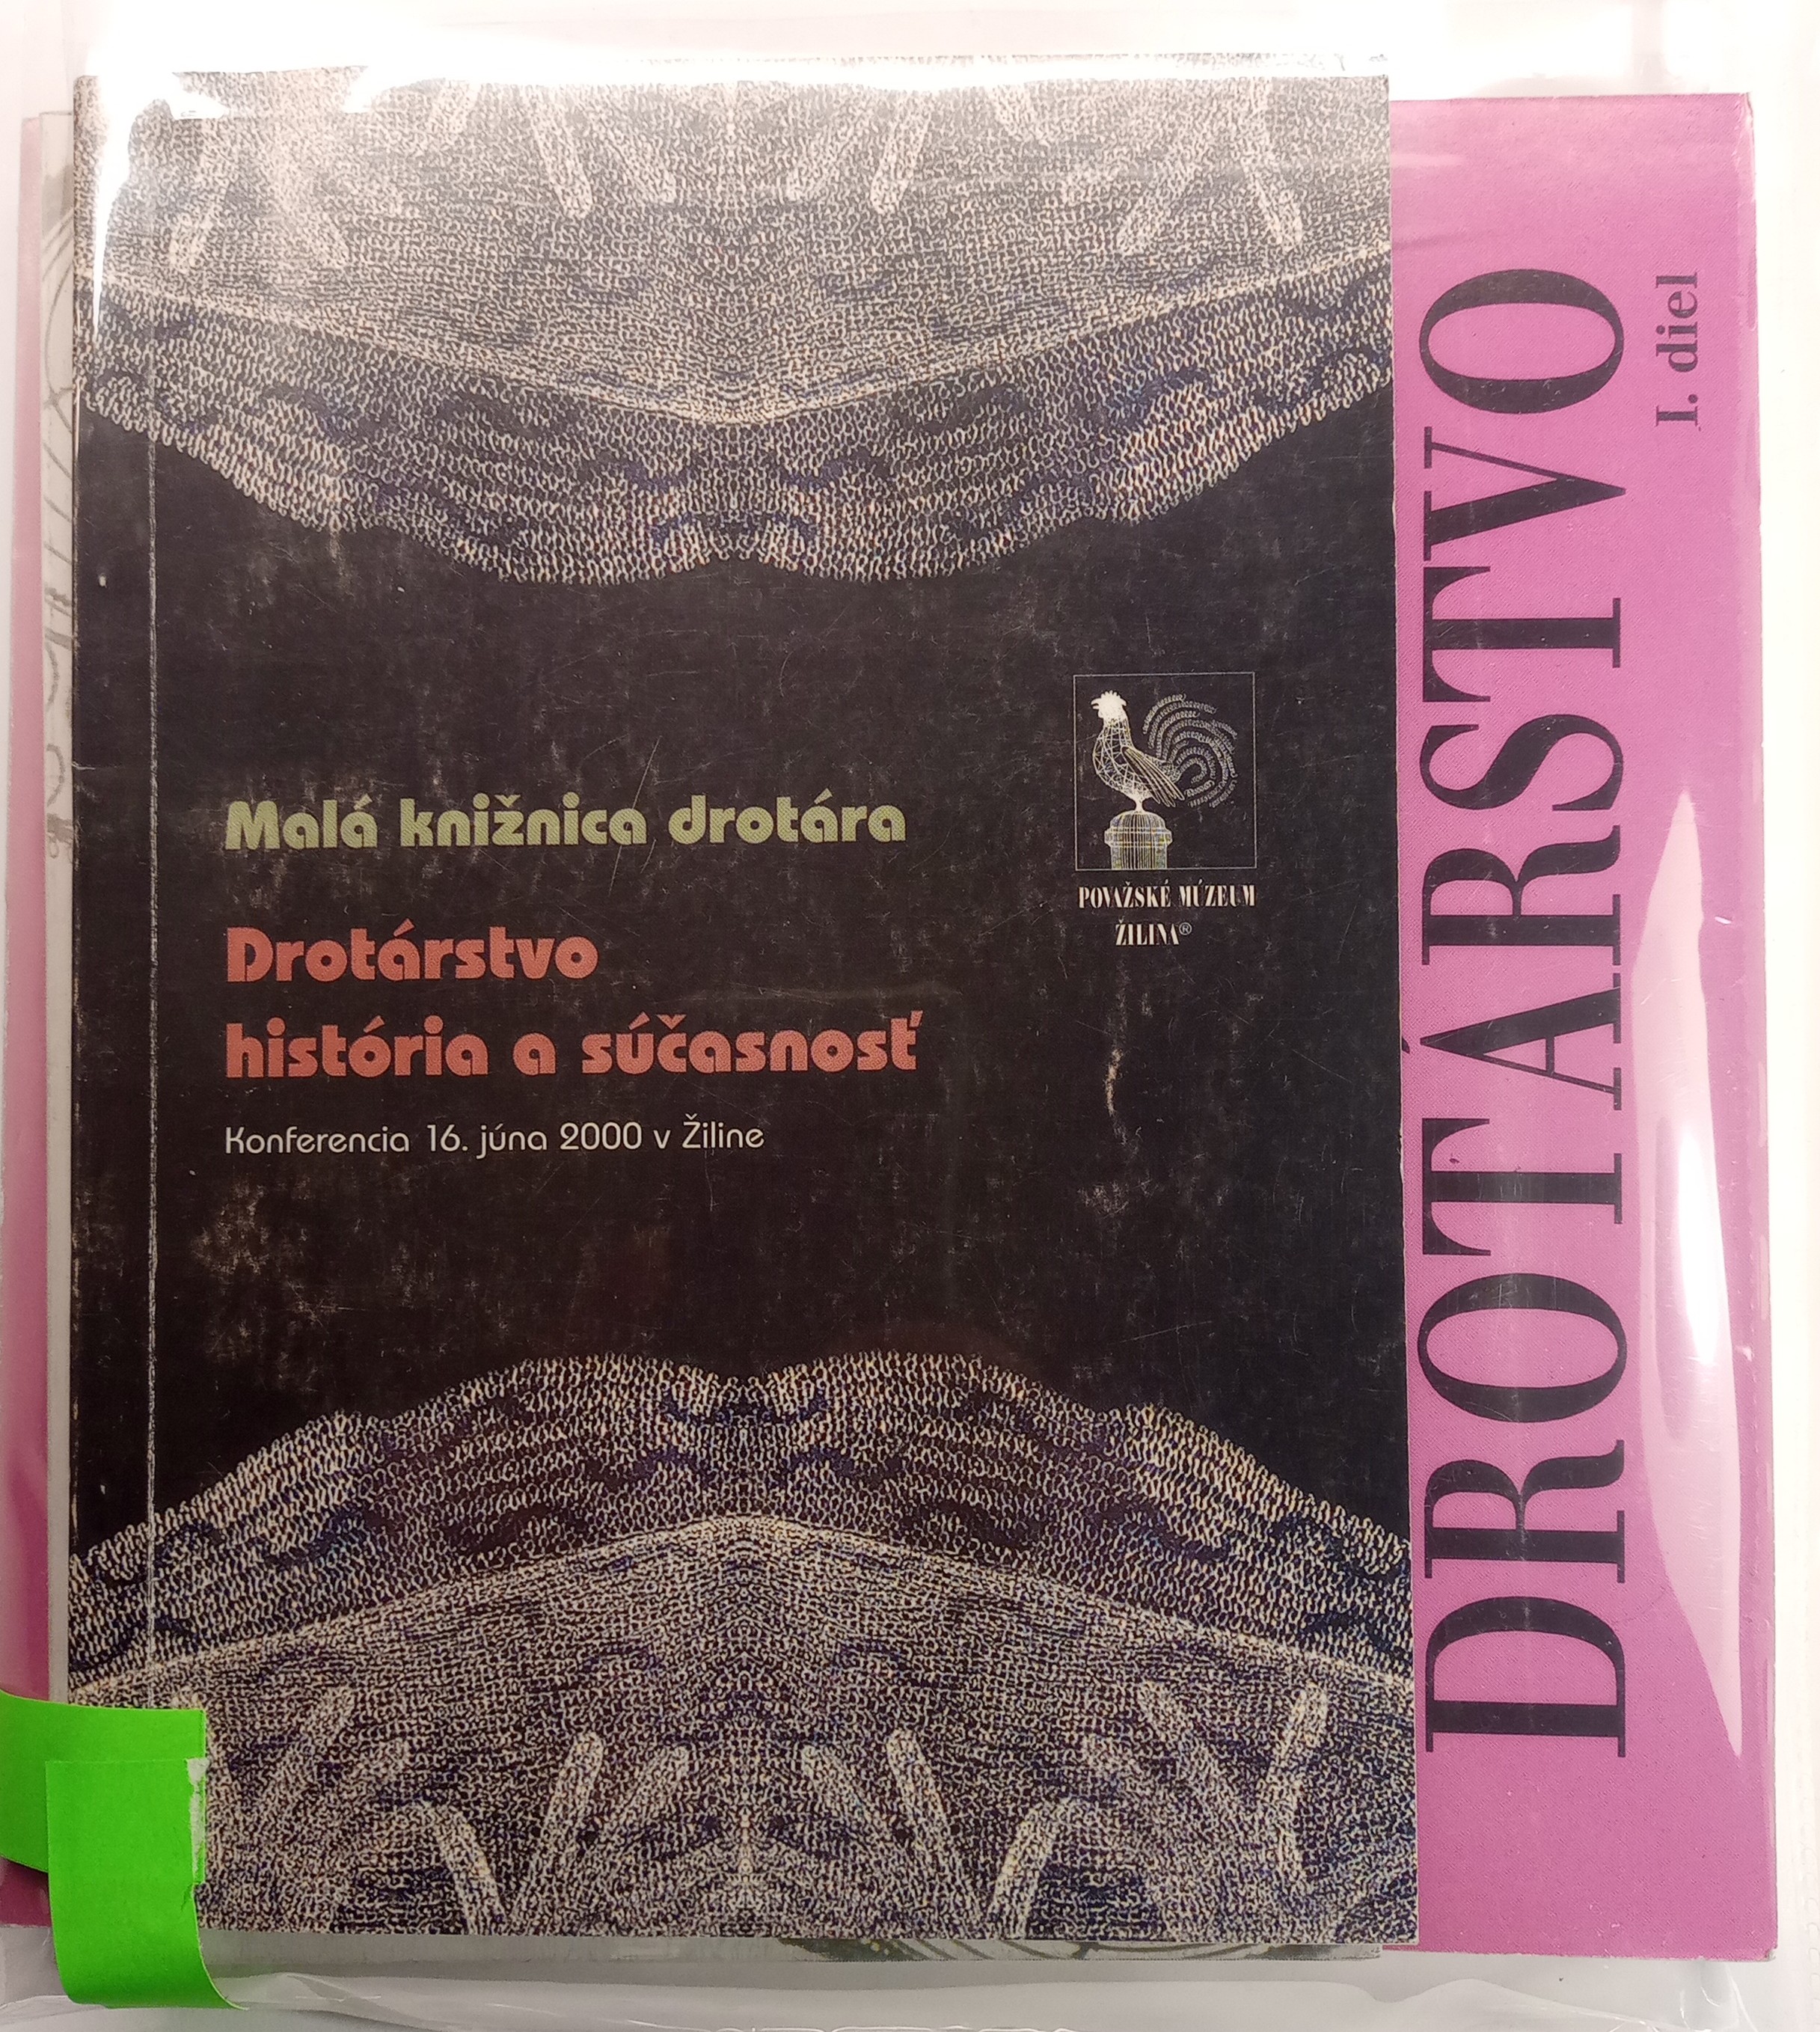 Malá knižnica drotára
Drotárstvo
história a súčasnosť
Konferencia 16. júna 2000 v Žiline
POVAŽSKÉ MÚZEUM
ŽILINA®
DROTÁRSTVO
I. diel